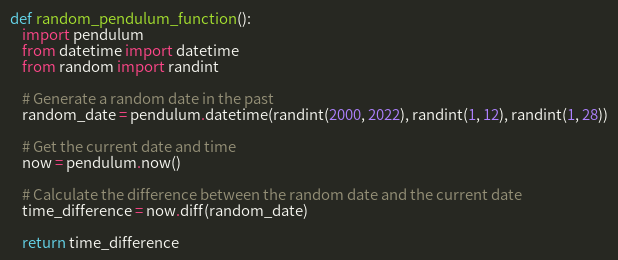 def random_pendulum_function():
    import pendulum
    from datetime import datetime
    from random import randint

    # Generate a random date in the past
    random_date = pendulum.datetime(randint(2000, 2022), randint(1, 12), randint(1, 28))

    # Get the current date and time
    now = pendulum.now()

    # Calculate the difference between the random date and the current date
    time_difference = now.diff(random_date)

    return time_difference